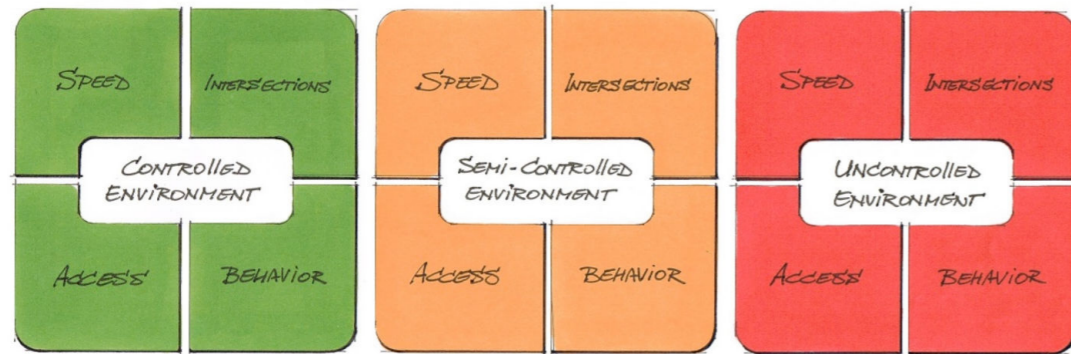 SPEED
INTERSECTIONS
CONTROLLED
ENVIRONMENT
ACCESS
BEHAVIOR
SPEED
INTERSECTIONS
SEMI-CONTROLLED
ENVIRONMENT
ACCESS
BEHAVIOR
SPEED
INTERSECTIONS
UNCONTROLLED
ENVIRONMENT
ACCESS
BEHAVIOR